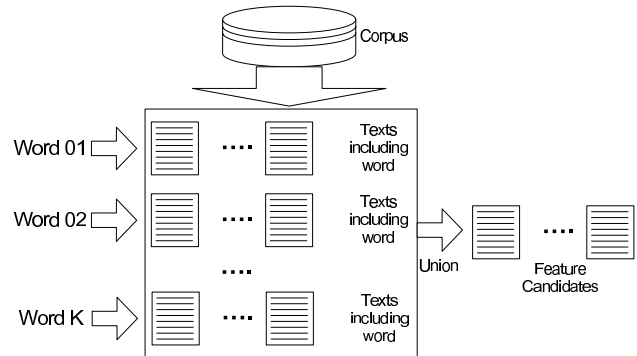 Corpus
Word 01
....
Texts
including
word
Word 02
....
Texts
including
word
....
Union
....
Feature
Candidates
Word K
....
Texts
including
word